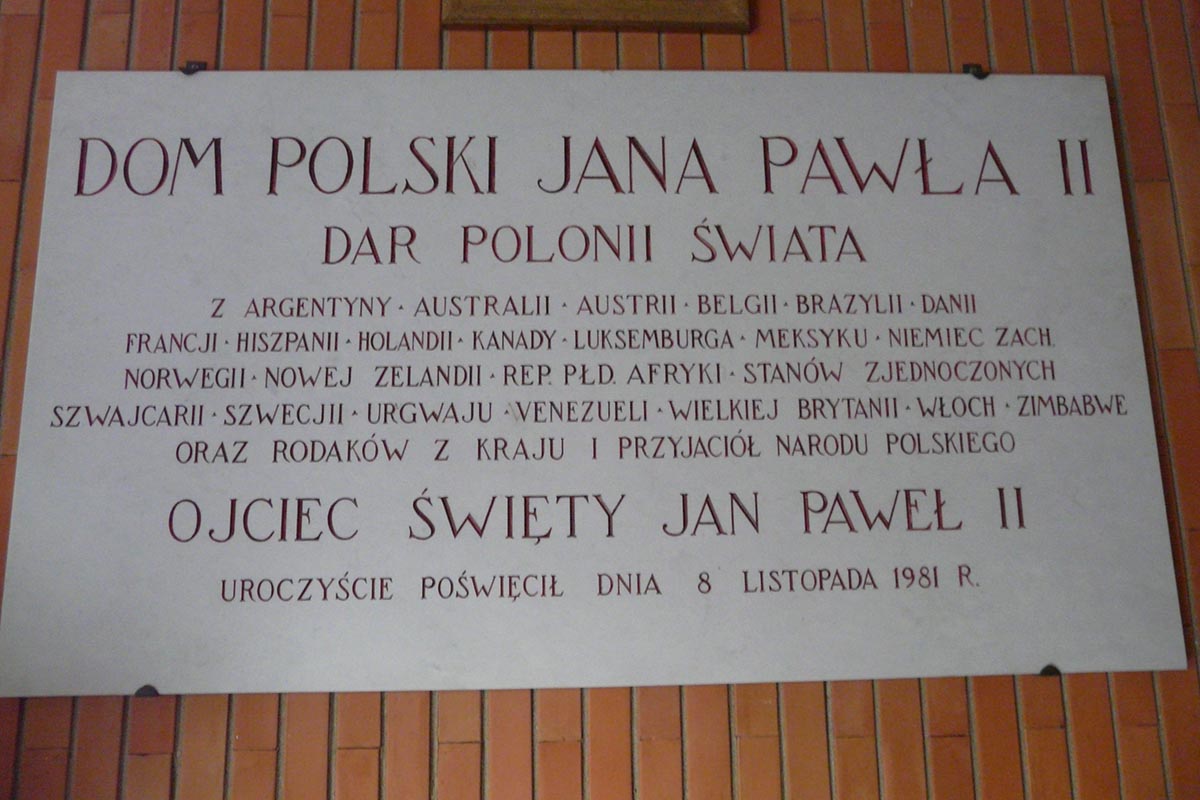 DOM POLSKI JANA PAWŁA II
DAR POLONII ŚWIATA
Z ARGENTYNY · AUSTRALII · AUSTRII · BELGII · BRAZYLII · DANII
FRANCJI · HISZPANII · HOLANDII · KANADY · LUKSEMBURGA · MEKSYKU · NIEMIEC ZACH.
NORWEGII · NOWEJ ZELANDII · REP. PŁD. AFRYKI · STANÓW ZJEDNOCZONYCH
SZWAJCARII · SZWECJII · URGWAJU · VENEZUELI · WIELKIEJ BRYTANII · WŁOCH · ZIMBABWE
ORAZ RODAKÓW Z KRAJU I PRZYJACIÓŁ NARODU POLSKIEGO
OJCIEC ŚWIĘTY JAN PAWEŁ II
UROCZYŚCIE POŚWIĘCIŁ DNIA 8 LISTOPADA 1981 R.